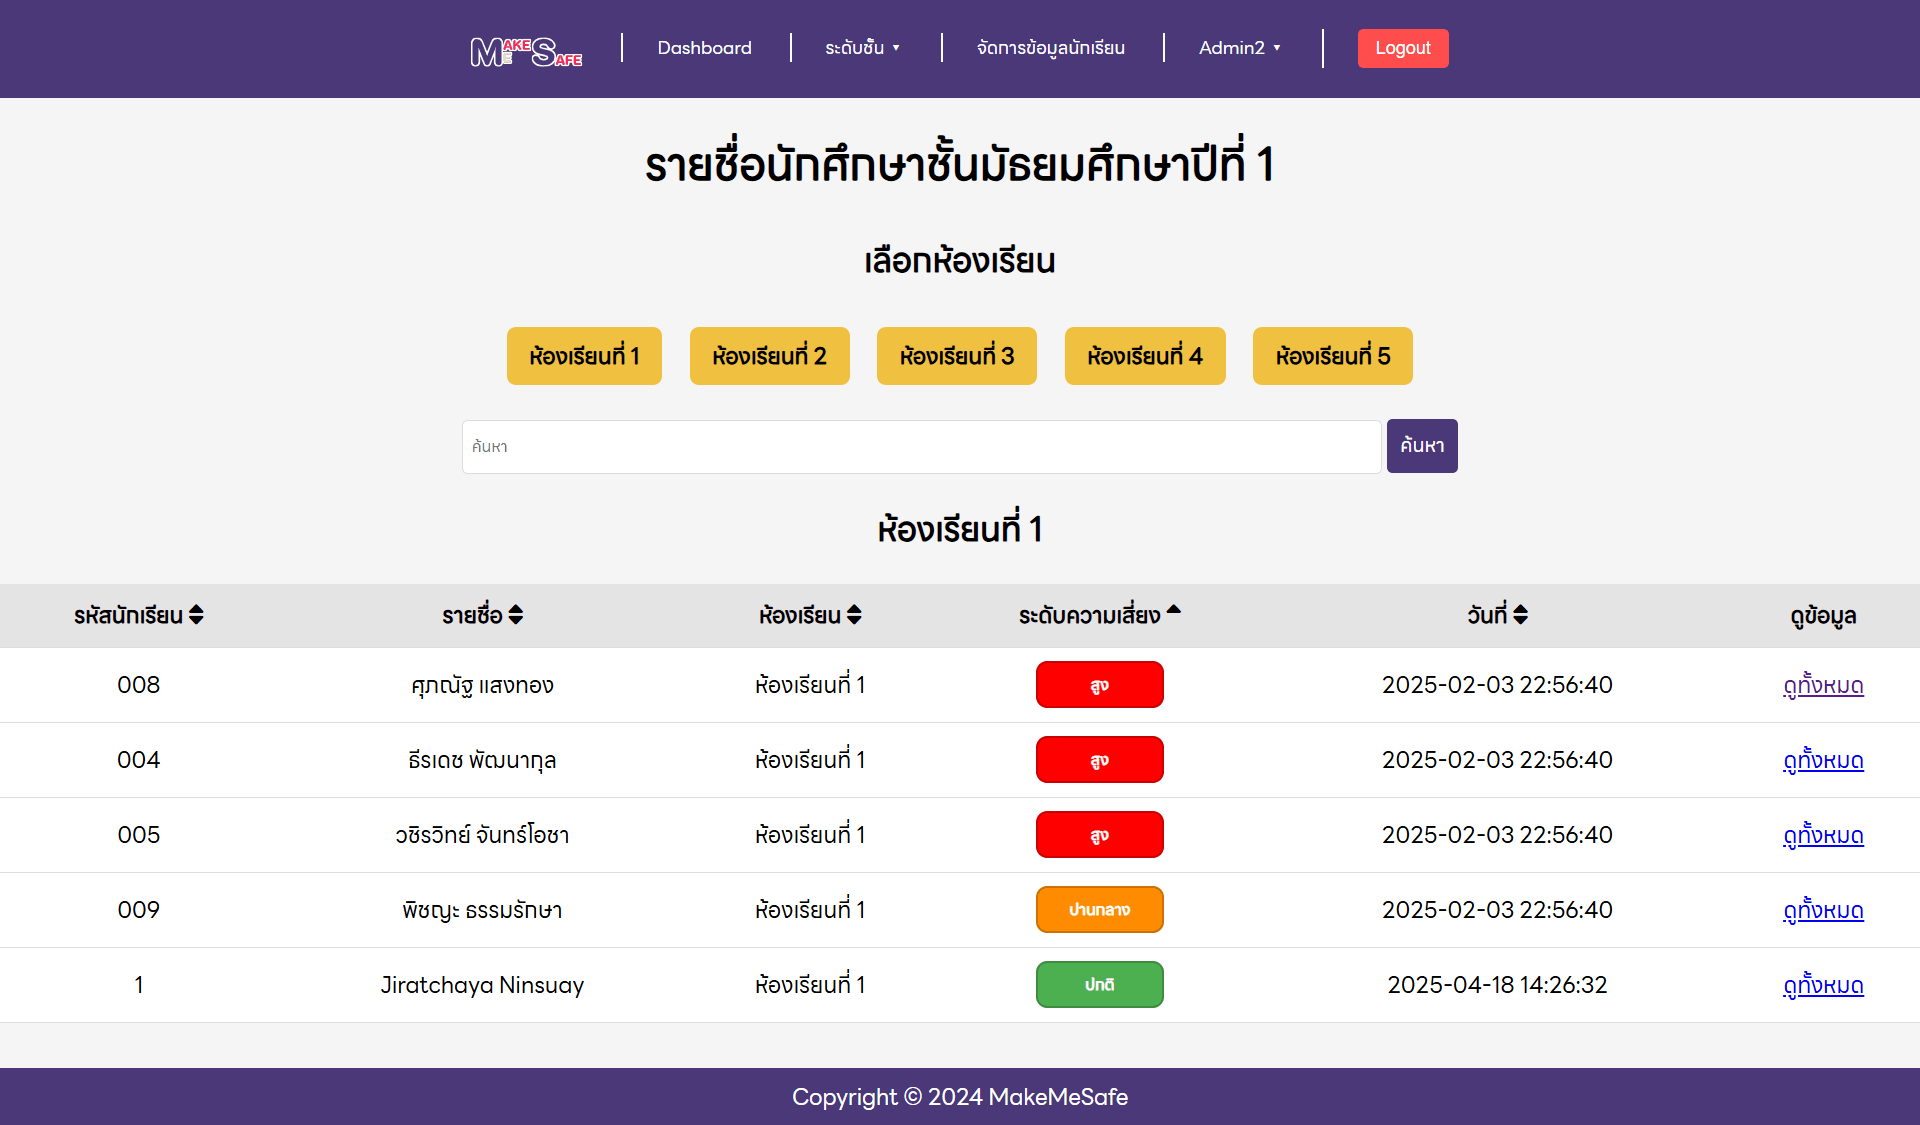 MAKE ME SAFE
Dashboard
ระดับชั้น ▾
จัดการข้อมูลนักเรียน
Admin2 ▾
Logout
รายชื่อนักศึกษาชั้นมัธยมศึกษาปีที่ 1
เลือกห้องเรียน
ห้องเรียนที่ 1 ห้องเรียนที่ 2 ห้องเรียนที่ 3 ห้องเรียนที่ 4 ห้องเรียนที่ 5
ค้นหา ค้นหา
ห้องเรียนที่ 1
รหัสนักเรียน รายชื่อ ห้องเรียน ระดับความเสี่ยง วันที่ ดูข้อมูล
008 ศุภณัฐ แสงทอง ห้องเรียนที่ 1 สูง 2025-02-03 22:56:40 ดูทั้งหมด
004 ธีรเดช พัฒนากุล ห้องเรียนที่ 1 สูง 2025-02-03 22:56:40 ดูทั้งหมด
005 วชิรวิทย์ จันทร์โอชา ห้องเรียนที่ 1 สูง 2025-02-03 22:56:40 ดูทั้งหมด
009 พิชญะ ธรรมรักษา ห้องเรียนที่ 1 ปานกลาง 2025-02-03 22:56:40 ดูทั้งหมด
1 Jiratchaya Ninsuay ห้องเรียนที่ 1 ปกติ 2025-04-18 14:26:32 ดูทั้งหมด
Copyright © 2024 MakeMeSafe